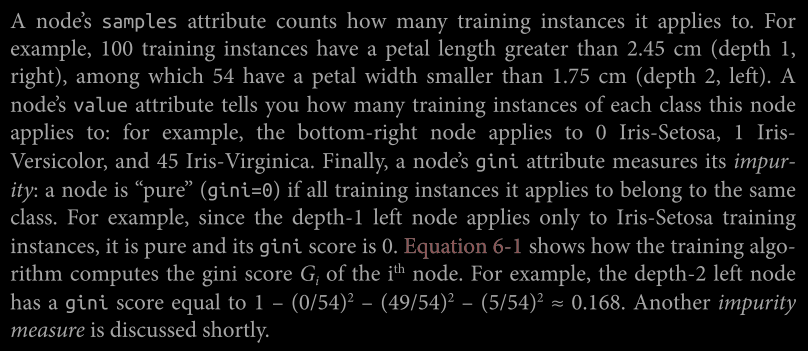 A node's samples attribute counts how many training instances it applies to. For
example, 100 training instances have a petal length greater than 2.45 cm (depth 1,
right), among which 54 have a petal width smaller than 1.75 cm (depth 2, left). A
node's value attribute tells you how many training instances of each class this node
applies to: for example, the bottom-right node applies to 0 Iris-Setosa, 1 Iris-
Versicolor, and 45 Iris-Virginica. Finally, a node's gini attribute measures its impur‐
ity: a node is “pure” (gini=0) if all training instances it applies to belong to the same
class. For example, since the depth-1 left node applies only to Iris-Setosa training
instances, it is pure and its gini score is 0. Equation 6-1 shows how the training algo‐
rithm computes the gini score Gᵢ of the iᵗʰ node. For example, the depth-2 left node
has a gini score equal to 1 – (0/54)² – (49/54)² – (5/54)² ≈ 0.168. Another impurity
measure is discussed shortly.